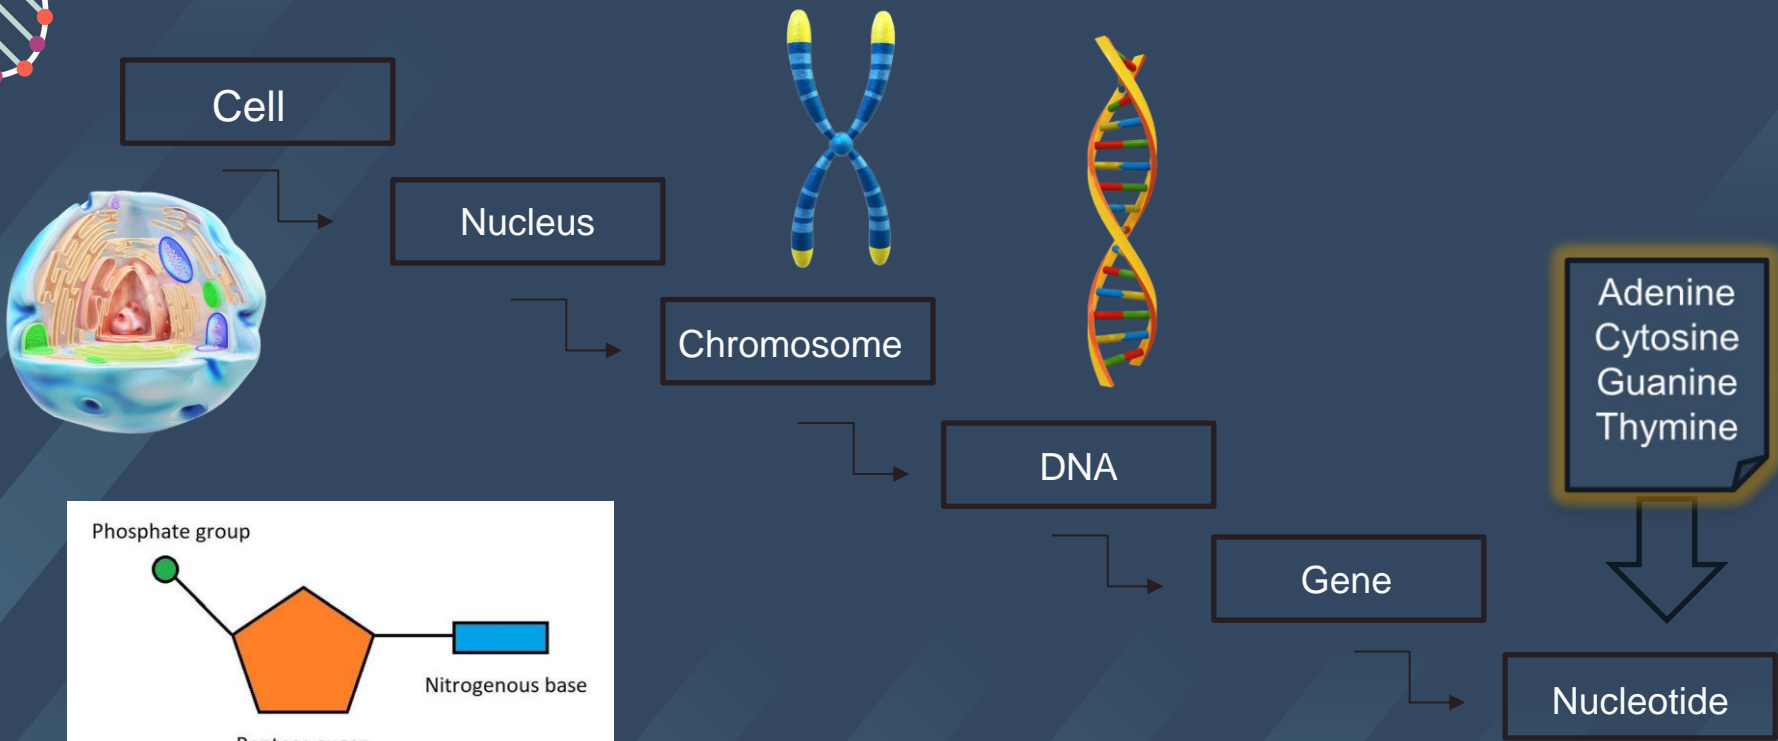 Cell
Nucleus
Chromosome
DNA
Gene
Nucleotide
Adenine
Cytosine
Guanine
Thymine
Phosphate group
Nitrogenous base